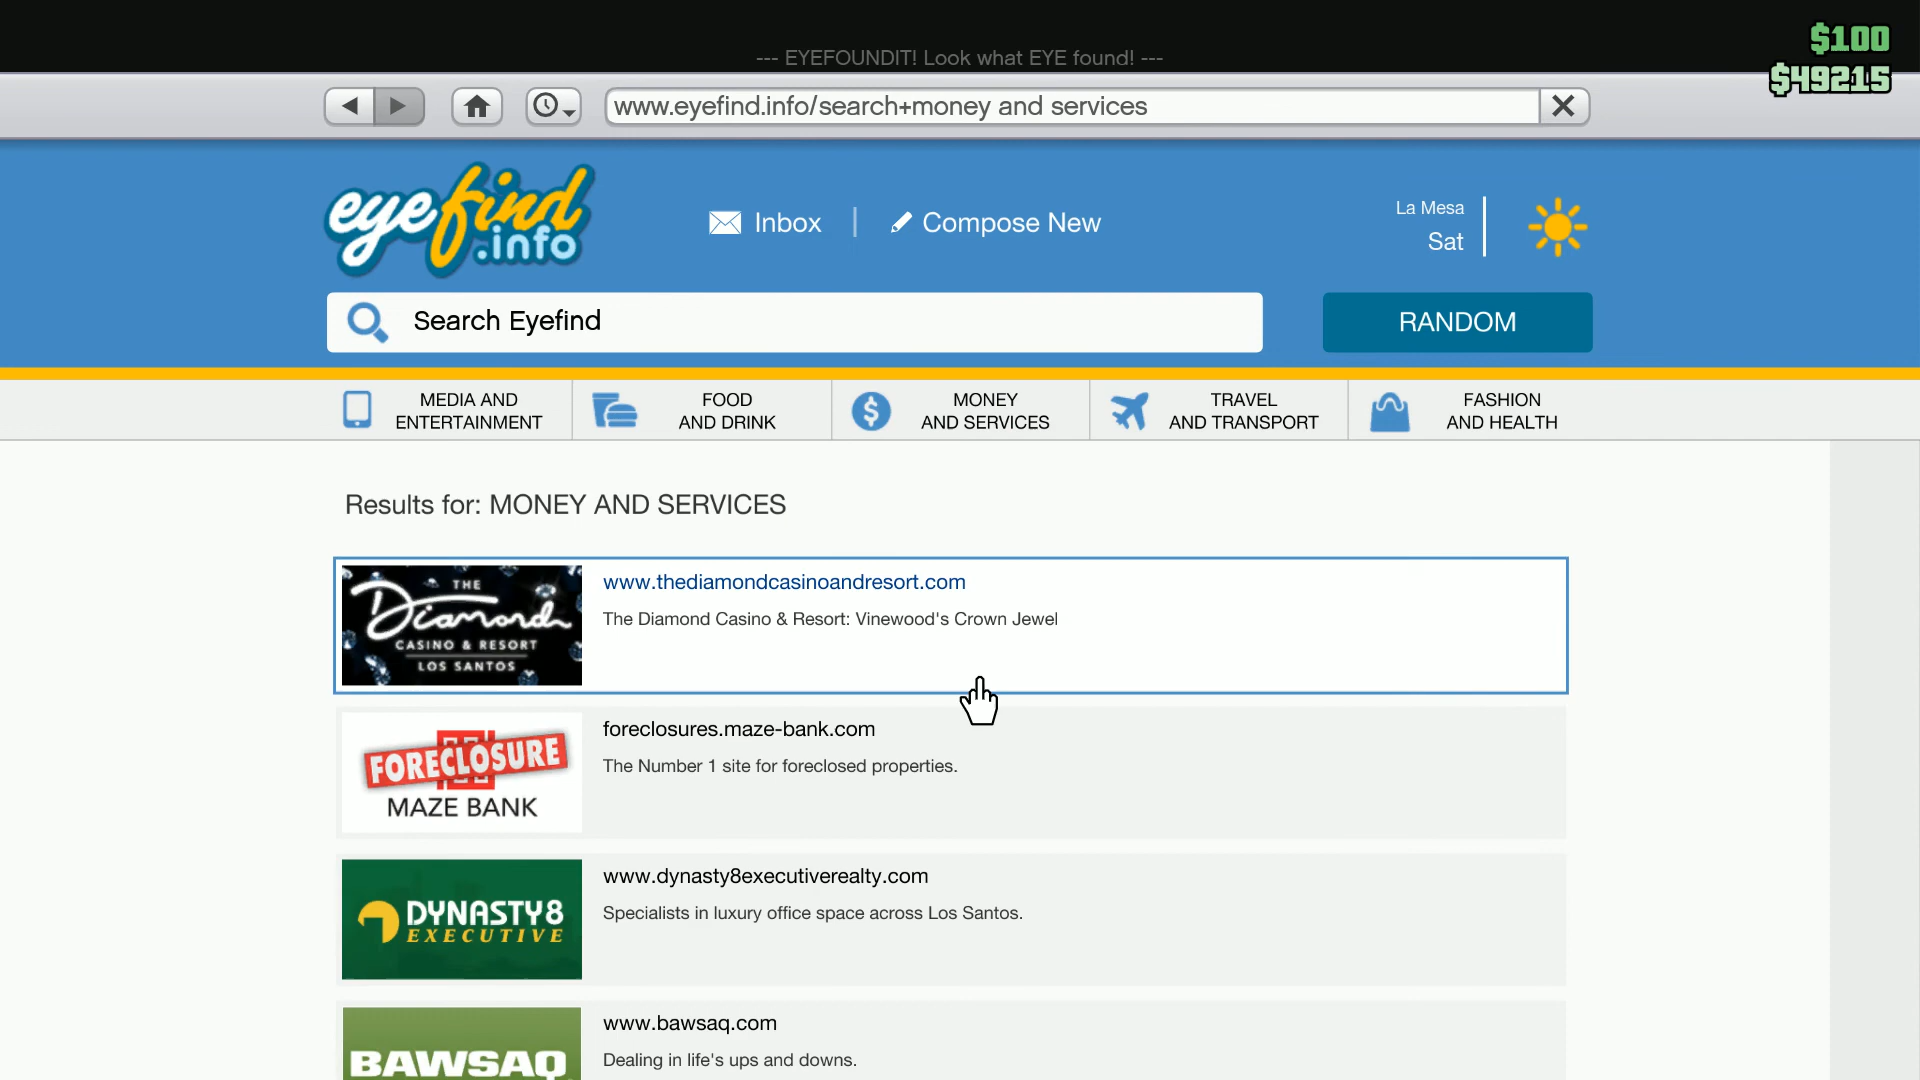 $100
--- EYEFOUNDIT! Look what EYE found! ---
$49215
www.eyefind.info/search+money and services
eyefind
.info
Inbox
Compose New
La Mesa
Sat
Search Eyefind
RANDOM
MEDIA AND
ENTERTAINMENT
FOOD
AND DRINK
MONEY
AND SERVICES
TRAVEL
AND TRANSPORT
FASHION
AND HEALTH
Results for: MONEY AND SERVICES
THE
Diamond
CASINO & RESORT
LOS SANTOS
www.thediamondcasinoandresort.com
The Diamond Casino & Resort: Vinewood's Crown Jewel
FORECLOSURE
MAZE BANK
foreclosures.maze-bank.com
The Number 1 site for foreclosed properties.
DYNASTY8
EXECUTIVE
www.dynasty8executiverealty.com
Specialists in luxury office space across Los Santos.
BAWSAQ
www.bawsaq.com
Dealing in life's ups and downs.